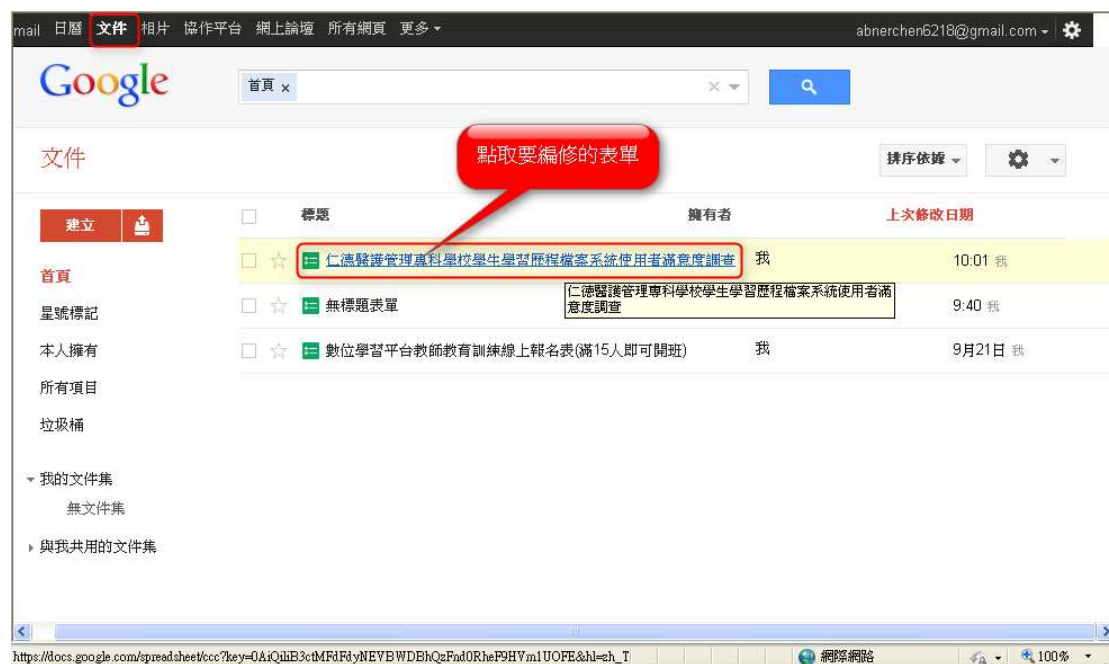 mail 日曆 文件 相片 協作平台 網上論壇 所有網頁 更多 abnerchen6218@gmail.com
Google 首頁 x
文件 點取要編修的表單 排序依據
建立 標題 擁有者 上次修改日期
仁德醫護管理專科學校學生學習歷程檔案系統使用者滿意度調查 我 10:01 我
首頁
仁德醫護管理專科學校學生學習歷程檔案系統使用者滿
意度調查
星號標記 無標題表單 9:40 我
本人擁有 數位學習平台教師教育訓練線上報名表(滿15人即可開班) 我 9月21日 我
所有項目
垃圾桶
我的文件集
無文件集
與我共用的文件集
https://docs.google.com/spreadsheet/ccc?key=0AiQiliB3ctMFdFdyNEVBWDBhQzFnd0RheF9HVm1UOFE&hl=zh_T 網際網路 100%